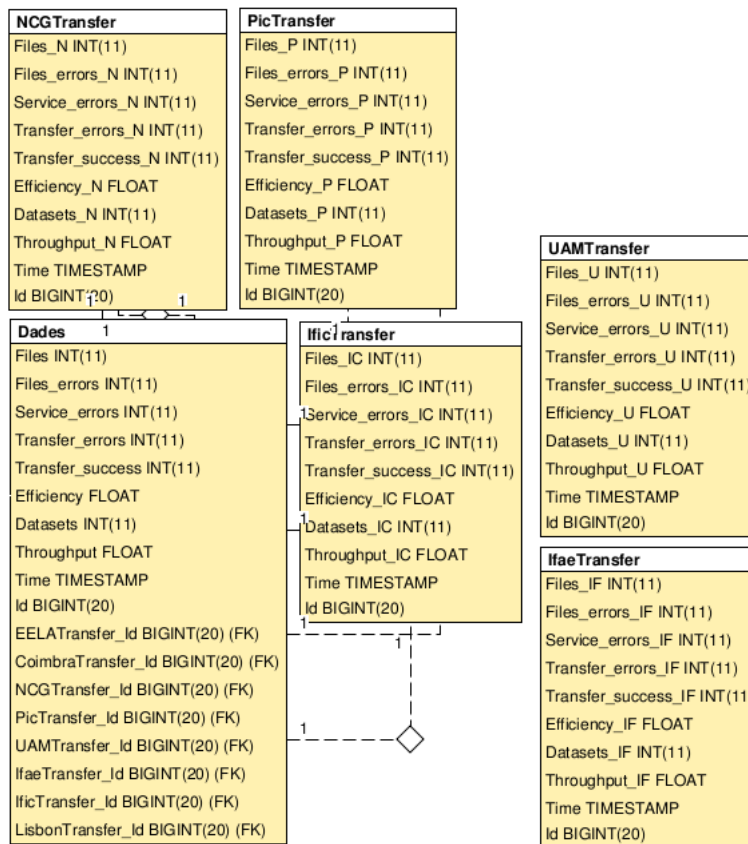 NCGTransfer
Files_N INT(11)
Files_errors_N INT(11)
Service_errors_N INT(11)
Transfer_errors_N INT(11)
Transfer_success_N INT(11)
Efficiency_N FLOAT
Datasets_N INT(11)
Throughput_N FLOAT
Time TIMESTAMP
Id BIGINT(20)
1
1
1
PicTransfer
Files_P INT(11)
Files_errors_P INT(11)
Service_errors_P INT(11)
Transfer_errors_P INT(11)
Transfer_success_P INT(11)
Efficiency_P FLOAT
Datasets_P INT(11)
Throughput_P FLOAT
Time TIMESTAMP
Id BIGINT(20)
1
Dades
Files INT(11)
Files_errors INT(11)
Service_errors INT(11)
Transfer_errors INT(11)
Transfer_success INT(11)
Efficiency FLOAT
Datasets INT(11)
Throughput FLOAT
Time TIMESTAMP
Id BIGINT(20)
EELATransfer_Id BIGINT(20) (FK)
CoimbraTransfer_Id BIGINT(20) (FK)
NCGTransfer_Id BIGINT(20) (FK)
PicTransfer_Id BIGINT(20) (FK)
UAMTransfer_Id BIGINT(20) (FK)
IfaeTransfer_Id BIGINT(20) (FK)
IficTransfer_Id BIGINT(20) (FK)
LisbonTransfer_Id BIGINT(20) (FK)
1
1
1
1
1
IficTransfer
Files_IC INT(11)
Files_errors_IC INT(11)
Service_errors_IC INT(11)
Transfer_errors_IC INT(11)
Transfer_success_IC INT(11)
Efficiency_IC FLOAT
Datasets_IC INT(11)
Throughput_IC FLOAT
Time TIMESTAMP
Id BIGINT(20)
UAMTransfer
Files_U INT(11)
Files_errors_U INT(11)
Service_errors_U INT(11)
Transfer_errors_U INT(11)
Transfer_success_U INT(11)
Efficiency_U FLOAT
Datasets_U INT(11)
Throughput_U FLOAT
Time TIMESTAMP
Id BIGINT(20)
IfaeTransfer
Files_IF INT(11)
Files_errors_IF INT(11)
Service_errors_IF INT(11)
Transfer_errors_IF INT(11)
Transfer_success_IF INT(11
Efficiency_IF FLOAT
Datasets_IF INT(11)
Throughput_IF FLOAT
Time TIMESTAMP
Id BIGINT(20)